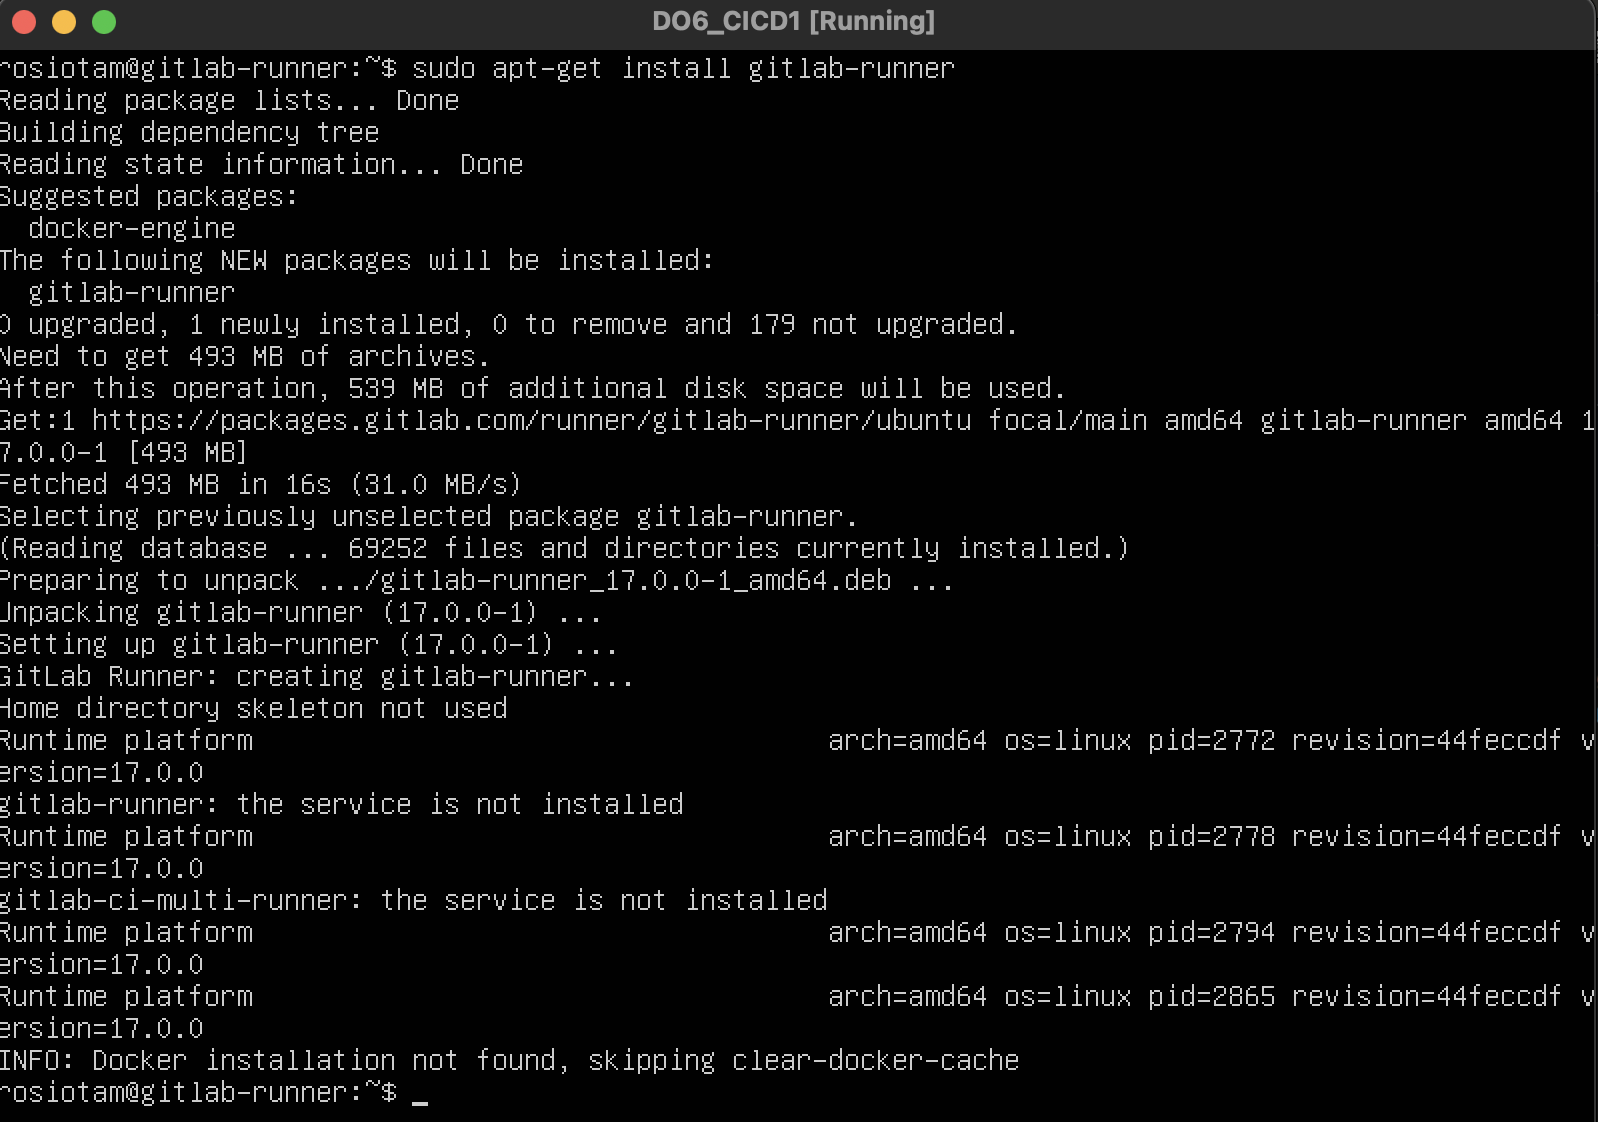 DO6_CICD1 [Running]
rosiotam@gitlab-runner:~$ sudo apt-get install gitlab-runner
Reading package lists... Done
Building dependency tree
Reading state information... Done
Suggested packages:
  docker-engine
The following NEW packages will be installed:
  gitlab-runner
0 upgraded, 1 newly installed, 0 to remove and 179 not upgraded.
Need to get 493 MB of archives.
After this operation, 539 MB of additional disk space will be used.
Get:1 https://packages.gitlab.com/runner/gitlab-runner/ubuntu focal/main amd64 gitlab-runner amd64 1
7.0.0-1 [493 MB]
Fetched 493 MB in 16s (31.0 MB/s)
Selecting previously unselected package gitlab-runner.
(Reading database ... 69252 files and directories currently installed.)
Preparing to unpack .../gitlab-runner_17.0.0-1_amd64.deb ...
Unpacking gitlab-runner (17.0.0-1) ...
Setting up gitlab-runner (17.0.0-1) ...
GitLab Runner: creating gitlab-runner...
Home directory skeleton not used
Runtime platform                                    arch=amd64 os=linux pid=2772 revision=44feccdf v
ersion=17.0.0
gitlab-runner: the service is not installed
Runtime platform                                    arch=amd64 os=linux pid=2778 revision=44feccdf v
ersion=17.0.0
gitlab-ci-multi-runner: the service is not installed
Runtime platform                                    arch=amd64 os=linux pid=2794 revision=44feccdf v
ersion=17.0.0
Runtime platform                                    arch=amd64 os=linux pid=2865 revision=44feccdf v
ersion=17.0.0
INFO: Docker installation not found, skipping clear-docker-cache
rosiotam@gitlab-runner:~$ _